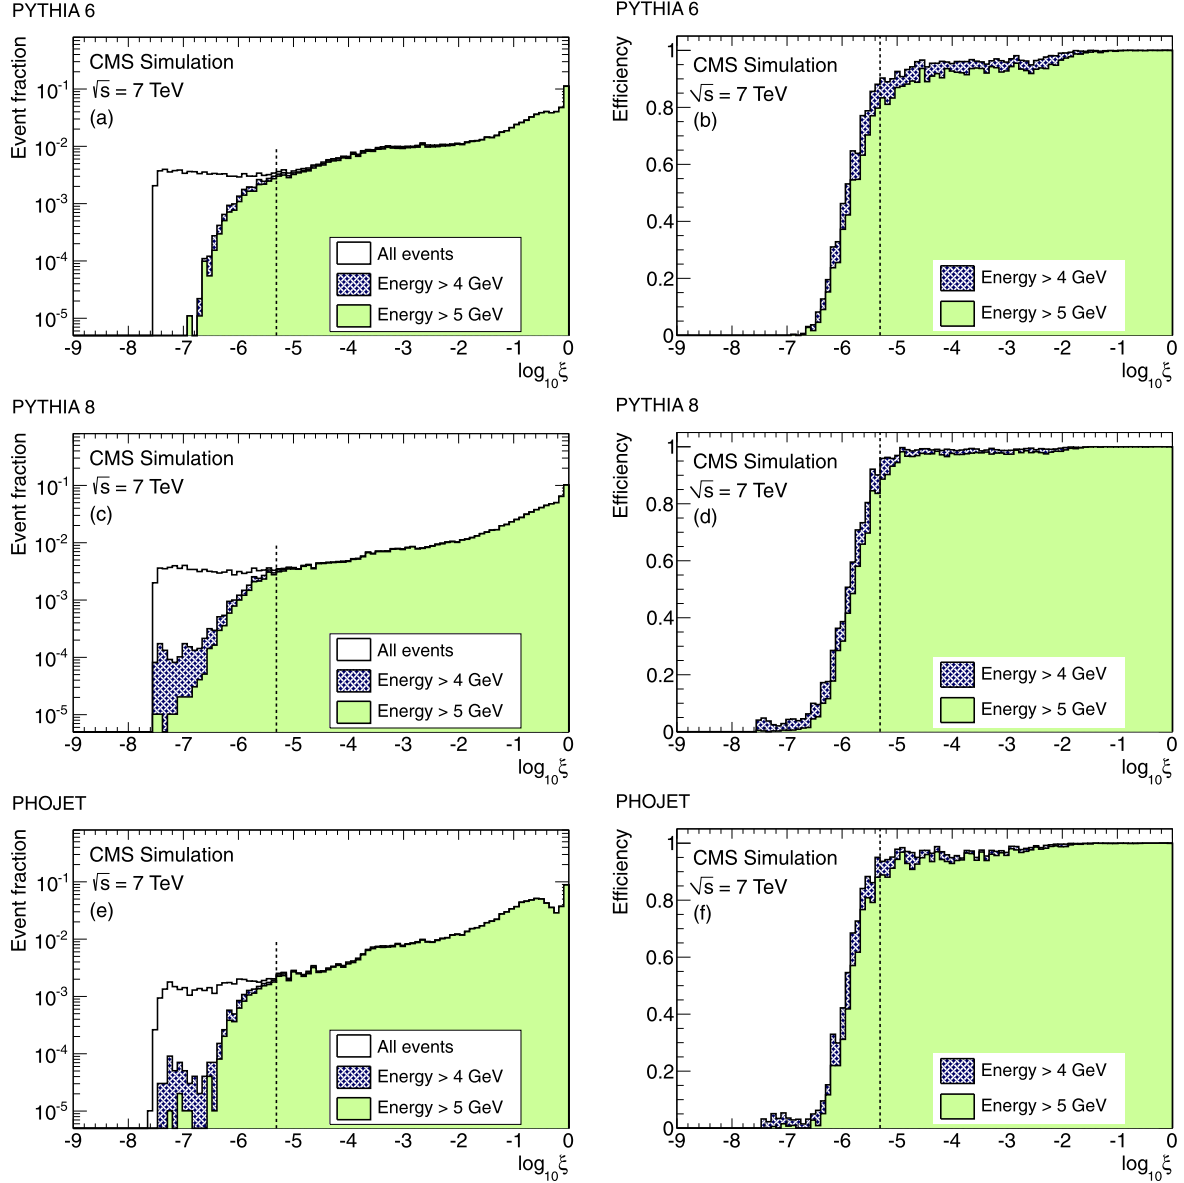 PYTHIA 6
Event fraction
CMS Simulation
√s = 7 TeV
(a)
10⁻¹
10⁻²
10⁻³
10⁻⁴
10⁻⁵
All events
Energy > 4 GeV
Energy > 5 GeV
-9 -8 -7 -6 -5 -4 -3 -2 -1 0
log₁₀ξ
PYTHIA 6
Efficiency
CMS Simulation
√s = 7 TeV
(b)
1
0.8
0.6
0.4
0.2
0
Energy > 4 GeV
Energy > 5 GeV
-9 -8 -7 -6 -5 -4 -3 -2 -1 0
log₁₀ξ
PYTHIA 8
Event fraction
CMS Simulation
√s = 7 TeV
(c)
10⁻¹
10⁻²
10⁻³
10⁻⁴
10⁻⁵
All events
Energy > 4 GeV
Energy > 5 GeV
-9 -8 -7 -6 -5 -4 -3 -2 -1 0
log₁₀ξ
PYTHIA 8
Efficiency
CMS Simulation
√s = 7 TeV
(d)
1
0.8
0.6
0.4
0.2
0
Energy > 4 GeV
Energy > 5 GeV
-9 -8 -7 -6 -5 -4 -3 -2 -1 0
log₁₀ξ
PHOJET
Event fraction
CMS Simulation
√s = 7 TeV
(e)
10⁻¹
10⁻²
10⁻³
10⁻⁴
10⁻⁵
All events
Energy > 4 GeV
Energy > 5 GeV
-9 -8 -7 -6 -5 -4 -3 -2 -1 0
log₁₀ξ
PHOJET
Efficiency
CMS Simulation
√s = 7 TeV
(f)
1
0.8
0.6
0.4
0.2
0
Energy > 4 GeV
Energy > 5 GeV
-9 -8 -7 -6 -5 -4 -3 -2 -1 0
log₁₀ξ